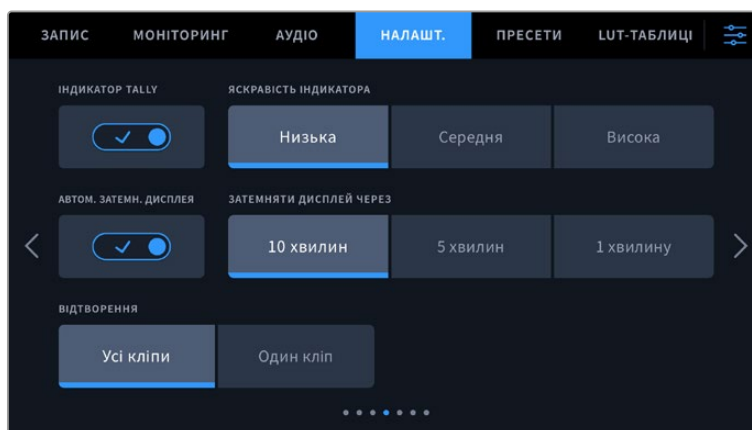 ЗАПИС МОНІТОРИНГ АУДІО НАЛАШТ. ПРЕСЕТИ LUT-ТАБЛИЦІ
ІНДИКАТОР TALLY ЯСКРАВІСТЬ ІНДИКАТОРА
Низька Середня Висока
АВТОМ. ЗАТЕМН. ДИСПЛЕЯ ЗАТЕМНЯТИ ДИСПЛЕЙ ЧЕРЕЗ
10 хвилин 5 хвилин 1 хвилину
ВІДТВОРЕННЯ
Усі кліпи Один кліп